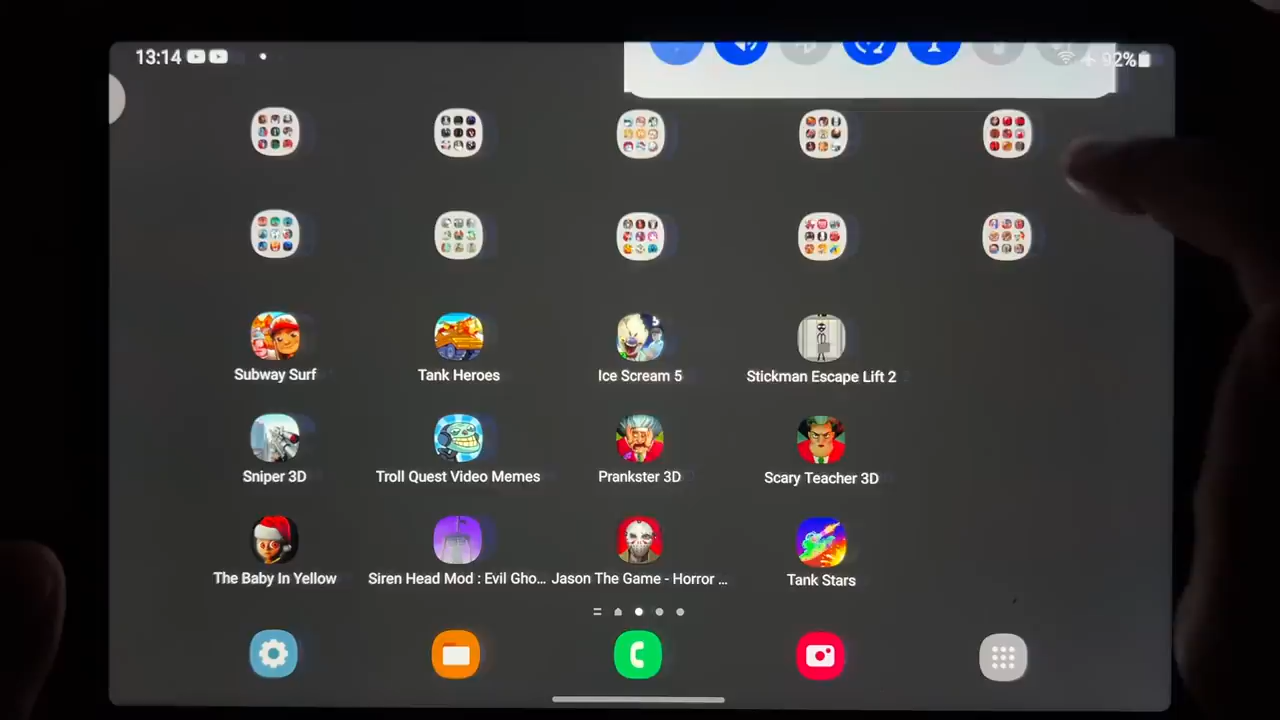 13:14
92%
Subway Surf
Tank Heroes
Ice Scream 5
Stickman Escape Lift 2
Sniper 3D
Troll Quest Video Memes
Prankster 3D
Scary Teacher 3D
The Baby In Yellow
Siren Head Mod : Evil Gho...
Jason The Game - Horror ...
Tank Stars